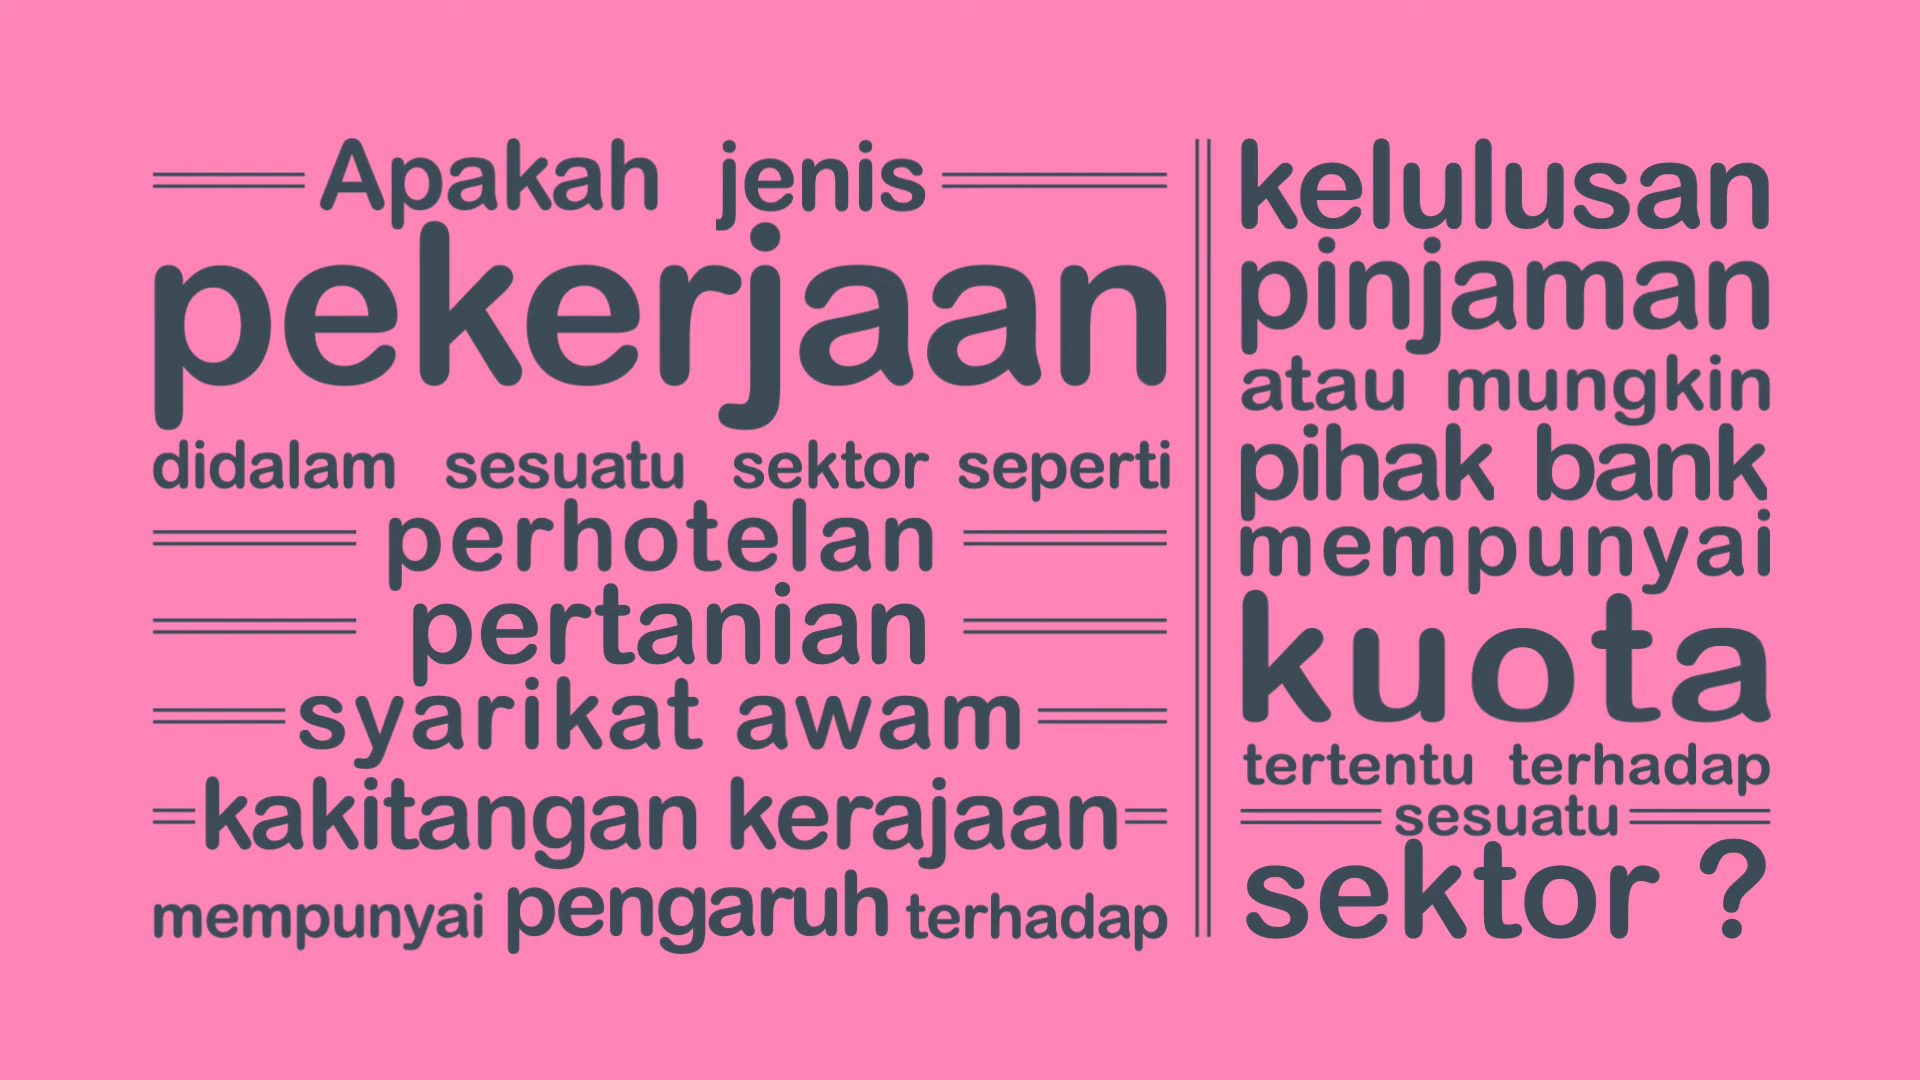 Apakah jenis
pekerjaan
didalam sesuatu sektor seperti
perhotelan
pertanian
syarikat awam
kakitangan kerajaan
mempunyai pengaruh terhadap
kelulusan
pinjaman
atau mungkin
pihak bank
mempunyai
kuota
tertentu terhadap
sesuatu
sektor ?